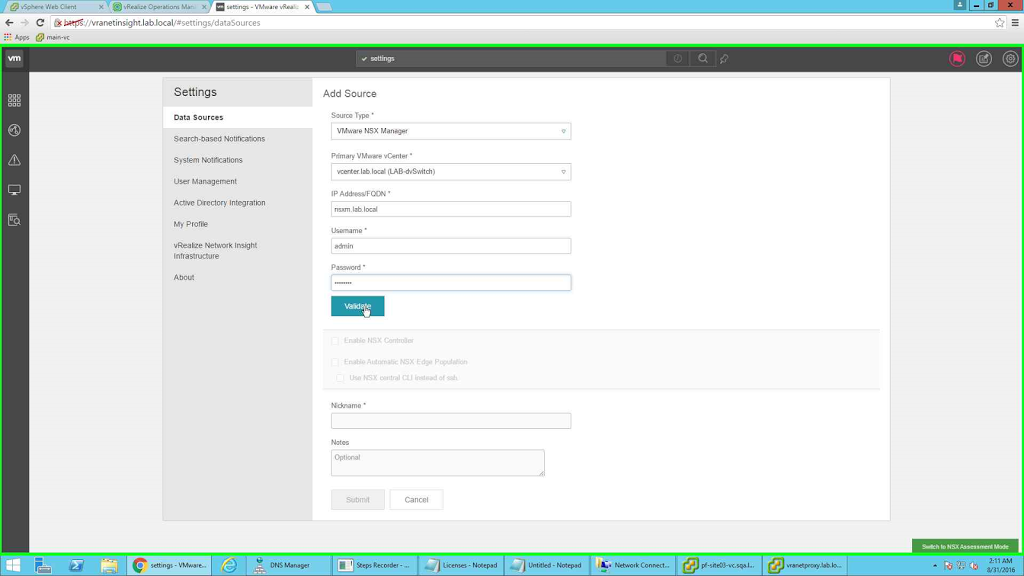 vSphere Web Client
vRealize Operations Man
settings - VMware vReali
https://vranetinsight.lab.local/#settings/dataSources
Apps
main-vc
vm
settings
Settings
Data Sources
Search-based Notifications
System Notifications
User Management
Active Directory Integration
My Profile
vRealize Network Insight
Infrastructure
About
Add Source
Source Type *
VMware NSX Manager
Primary VMware vCenter *
vcenter.lab.local (LAB-dvSwitch)
IP Address/FQDN *
nsxm.lab.local
Username *
admin
Password *
••••••••
Validate
Enable NSX Controller
Enable Automatic NSX Edge Population
Use NSX central CLI instead of ssh.
Nickname *
Notes
Optional
Submit
Cancel
Switch to NSX Assessment Mode
settings - VMware...
DNS Manager
Steps Recorder - ...
Licenses - Notepad
Untitled - Notepad
Network Connect...
pf-site03-vc.sqa.l...
vranetproxy.lab.lo...
2:11 AM
8/31/2016